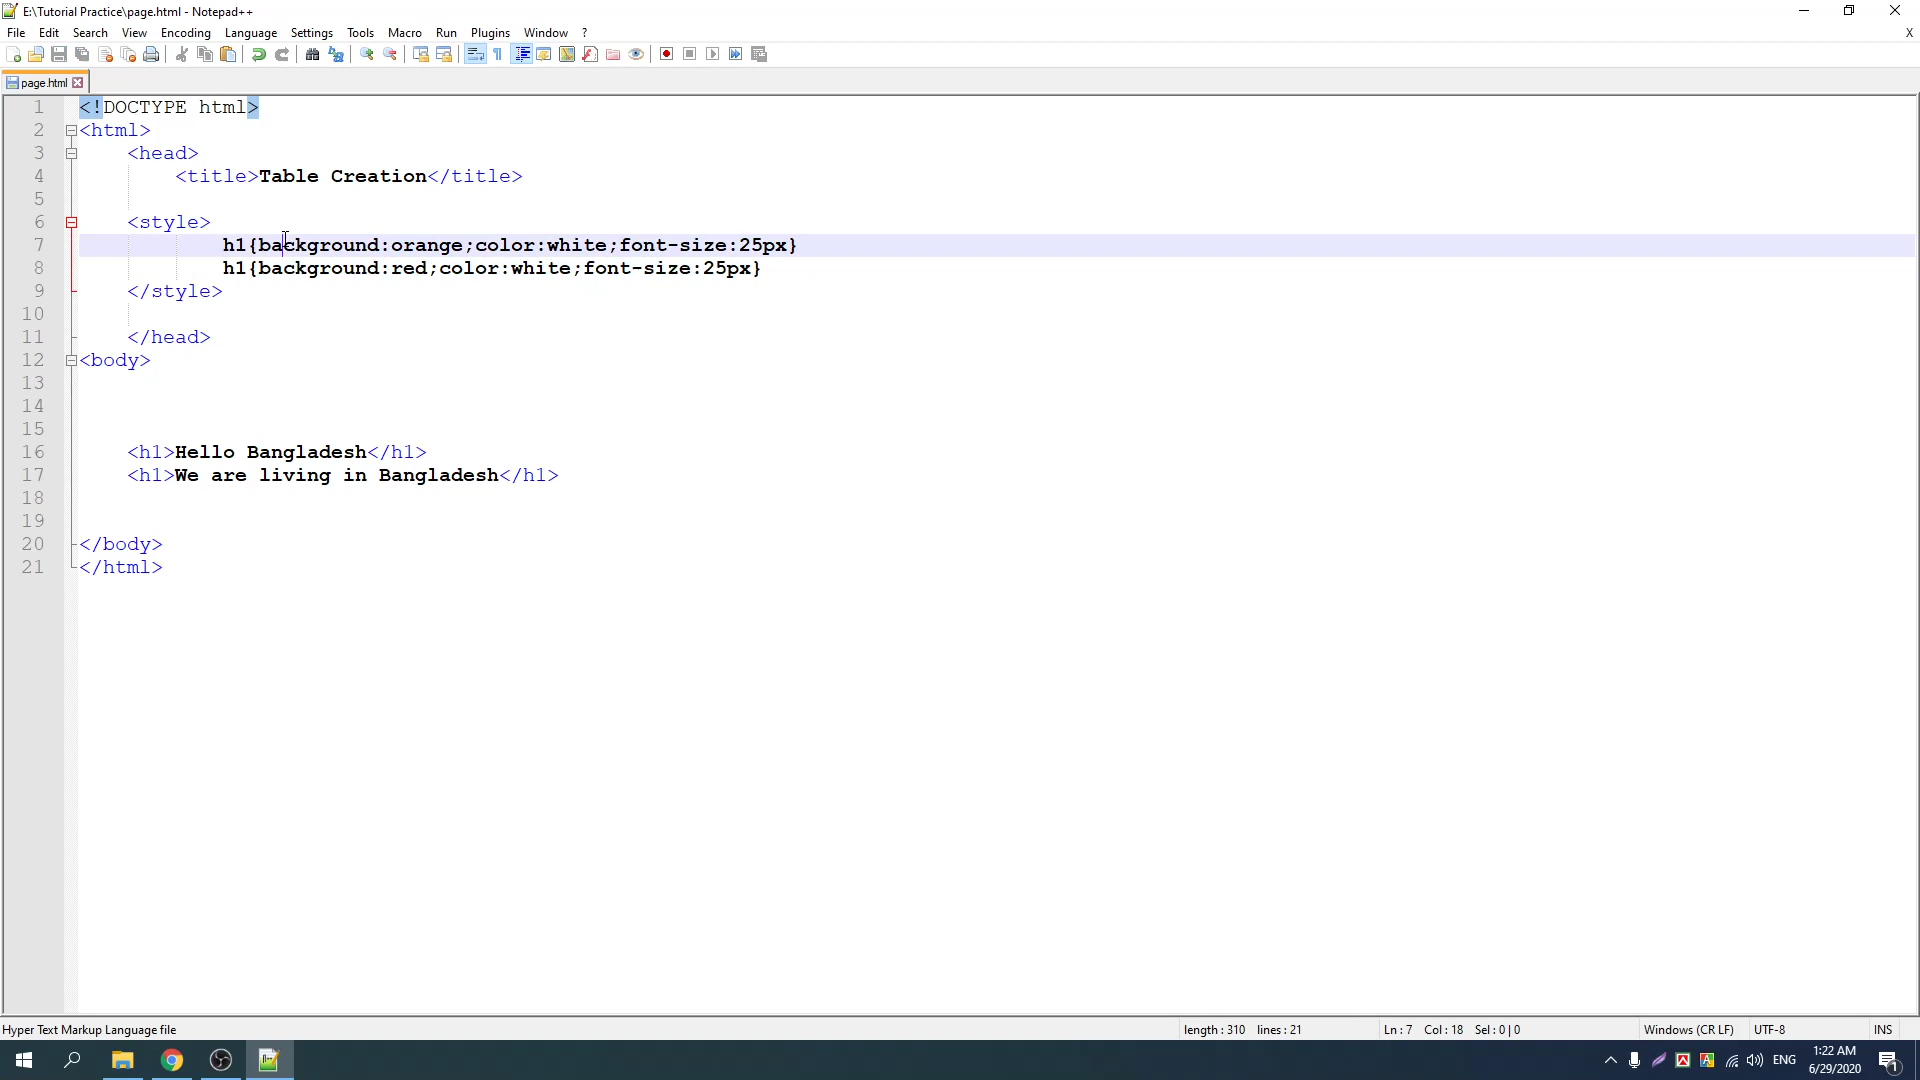 E:\Tutorial Practice\page.html - Notepad++
File Edit Search View Encoding Language Settings Tools Macro Run Plugins Window ? X
page.html
1 <!DOCTYPE html>
2 <html>
3 <head>
4 <title>Table Creation</title>
5
6 <style>
7 h1{background:orange;color:white;font-size:25px}
8 h1{background:red;color:white;font-size:25px}
9 </style>
10
11 </head>
12 <body>
13
14
15
16 <h1>Hello Bangladesh</h1>
17 <h1>We are living in Bangladesh</h1>
18
19
20 </body>
21 </html>
Hyper Text Markup Language file length : 310 lines : 21 Ln : 7 Col : 18 Sel : 0 | 0 Windows (CR LF) UTF-8 INS
ENG 1:22 AM
6/29/2020 1